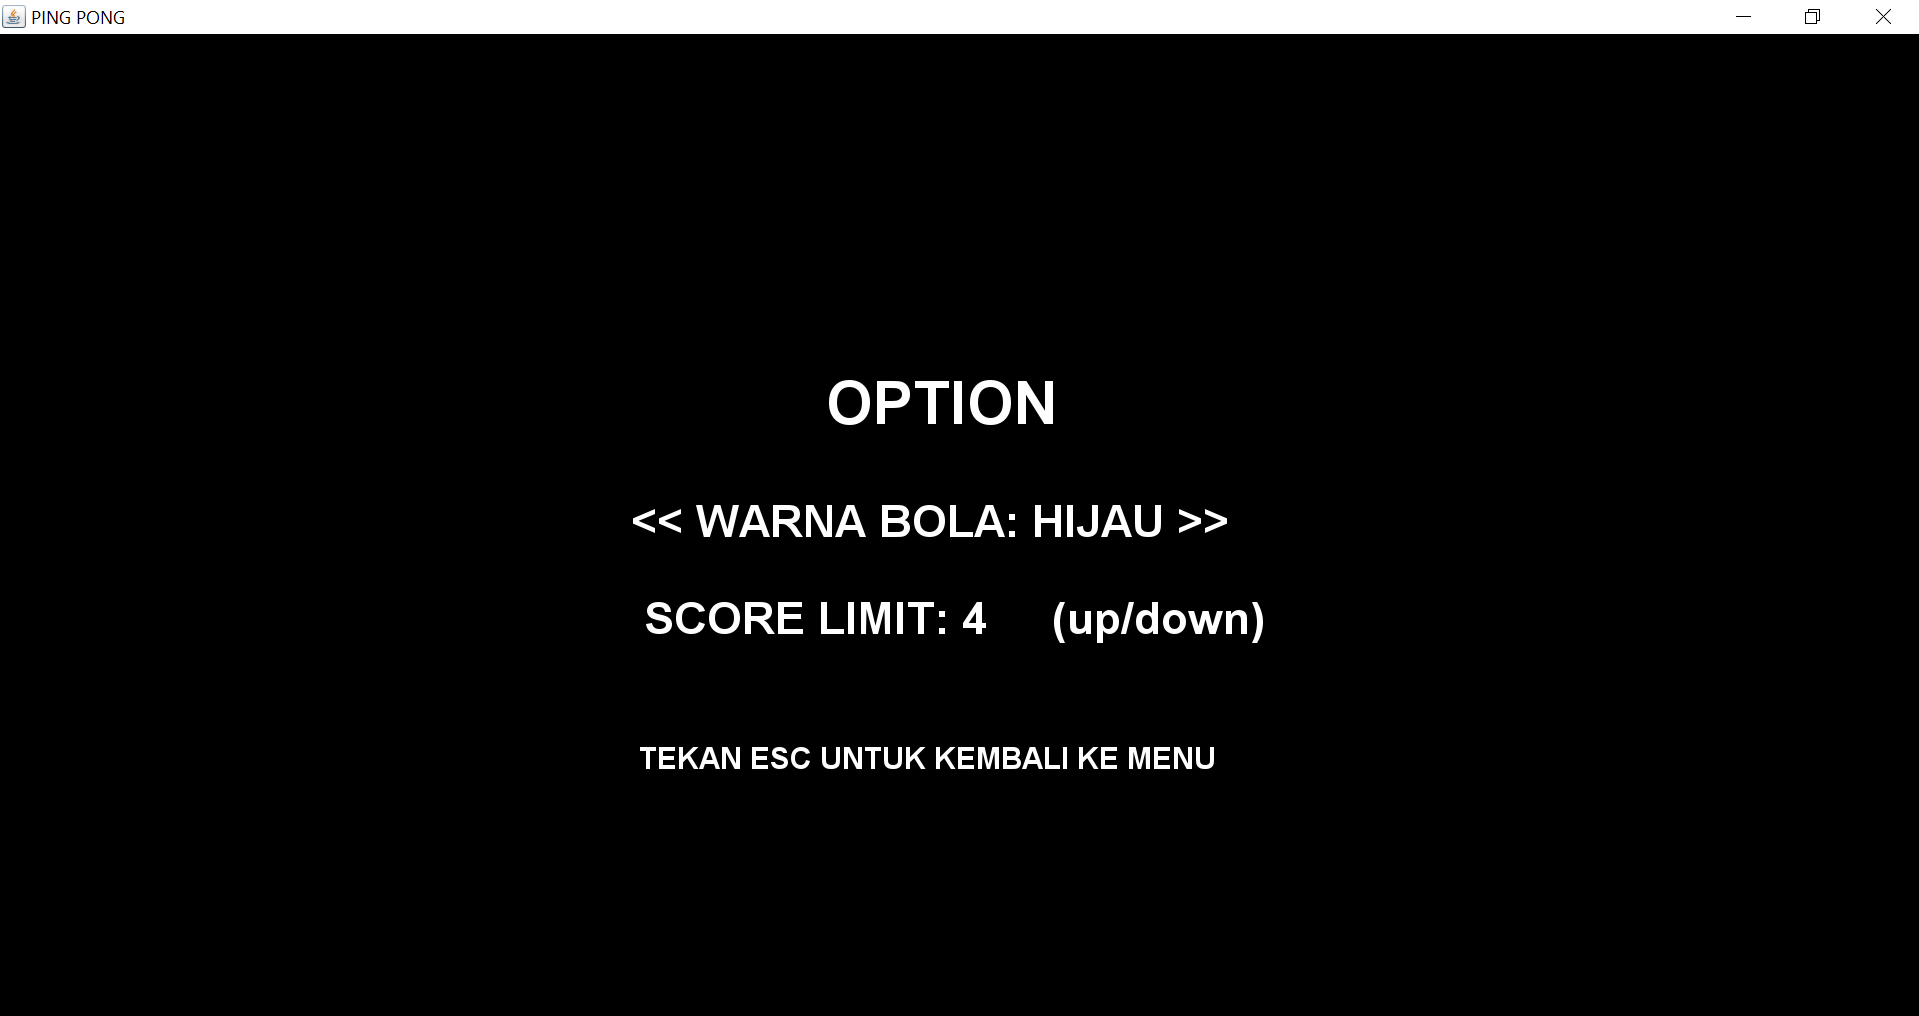 PING PONG
OPTION
<< WARNA BOLA: HIJAU >>
SCORE LIMIT: 4 (up/down)
TEKAN ESC UNTUK KEMBALI KE MENU